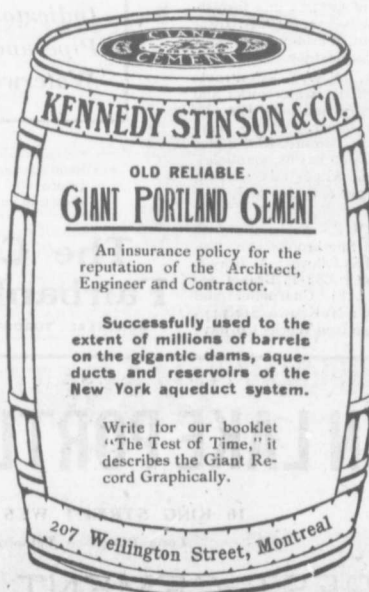 GIANT
CEMENT
KENNEDY STINSON & CO.
OLD RELIABLE
GIANT PORTLAND CEMENT
An insurance policy for the
reputation of the Architect,
Engineer and Contractor.
Successfully used to the
extent of millions of barrels
on the gigantic dams, aque-
ducts and reservoirs of the
New York aqueduct system.
Write for our booklet
"The Test of Time," it
describes the Giant Re-
cord Graphically.
207 Wellington Street, Montreal